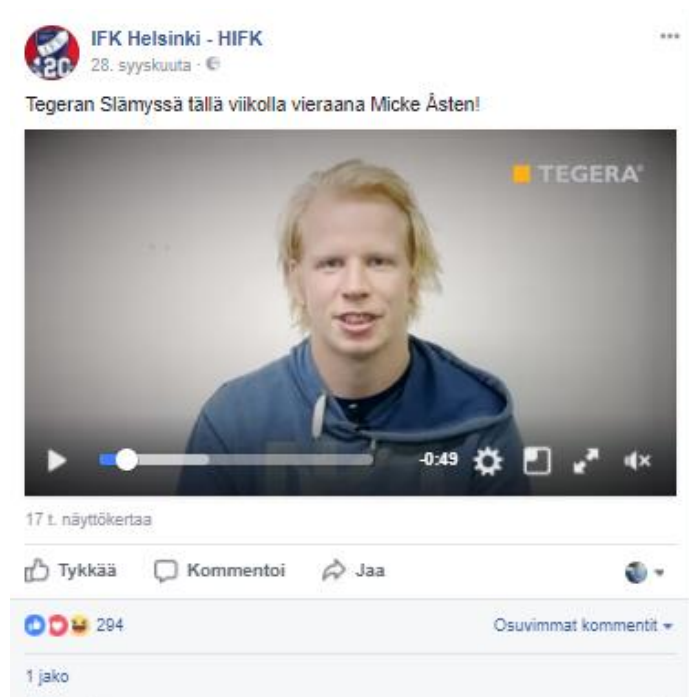 120
IFK Helsinki - HIFK
28. syyskuuta ·
Tegeran Slämyssä tällä viikolla vieraana Micke Åsten!
TEGERA®
-0:49
17 t. näyttökertaa
Tykkää Kommentoi Jaa
294 Osuvimmat kommentit
1 jako